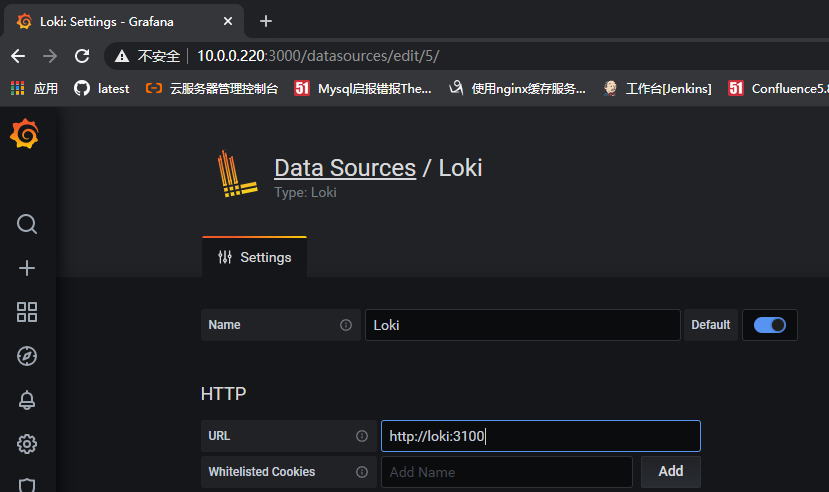 Loki: Settings - Grafana
不安全 10.0.0.220:3000/datasources/edit/5/
应用 latest 云服务器管理控制台 51 Mysql启报错报The... 使用nginx缓存服务... 工作台[Jenkins] 51 Confluence5.8
Data Sources / Loki
Type: Loki
Settings
Name Loki Default
HTTP
URL http://loki:3100
Whitelisted Cookies Add Name Add